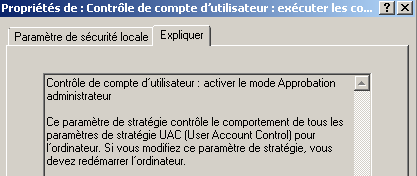 Propriétés de : Contrôle de compte d'utilisateur : exécuter les co...
Paramètre de sécurité locale
Expliquer
Contrôle de compte d'utilisateur : activer le mode Approbation
administrateur
Ce paramètre de stratégie contrôle le comportement de tous les
paramètres de stratégie UAC (User Account Control) pour
l'ordinateur. Si vous modifiez ce paramètre de stratégie, vous
devez redémarrer l'ordinateur.